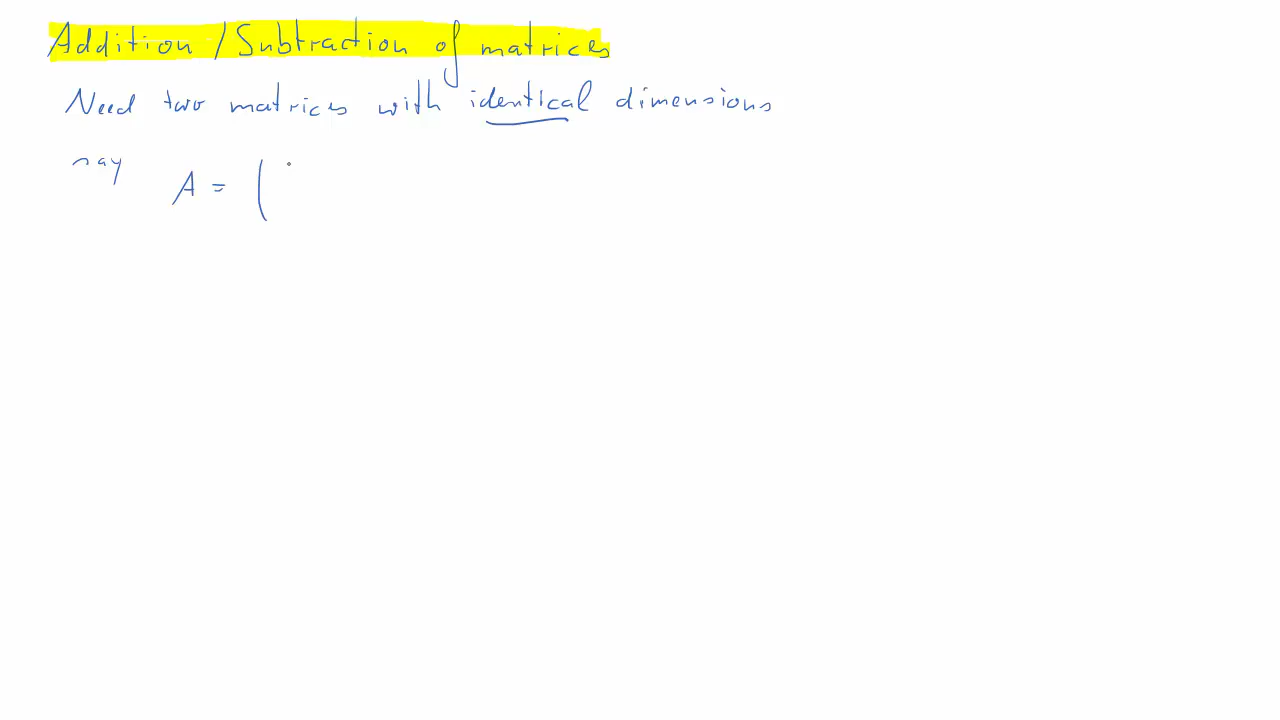 Addition / Subtraction of matrices
Need two matrices with identical dimensions
say A = (